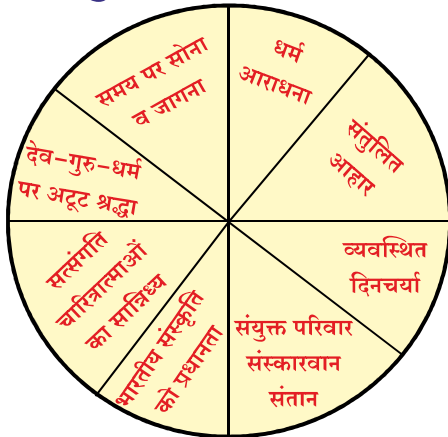 धर्म
आराधना
संतुलित
आहार
व्यवस्थित
दिनचर्या
संयुक्त परिवार
संस्कारवान
संतान
भारतीय संस्कृति
को प्रधानता
सत्संगति
चारित्रात्माओं
का सान्निध्य
देव-गुरु-धर्म
पर अटूट श्रद्धा
समय पर सोना
व जागना